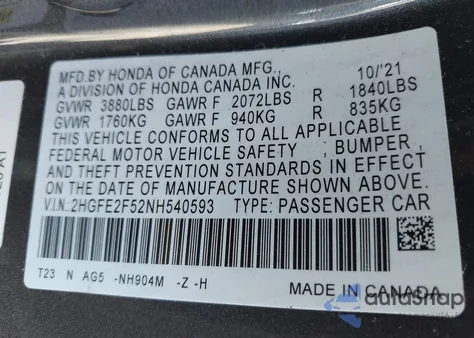 MFD.BY HONDA OF CANADA MFG., 10/'21
A DIVISION OF HONDA CANADA INC.
GVWR 3880LBS GAWR F 2072LBS R 1840LBS
GVWR 1760KG GAWR F 940KG R 835KG
THIS VEHICLE CONFORMS TO ALL APPLICABLE
FEDERAL MOTOR VEHICLE SAFETY , BUMPER ,
AND THEFT PREVENTION STANDARDS IN EFFECT
ON THE DATE OF MANUFACTURE SHOWN ABOVE.
V.I.N.:2HGFE2F52NH540593 TYPE: PASSENGER CAR
T23 N AG5 -NH904M -Z -H
MADE IN CANADA
autosnap